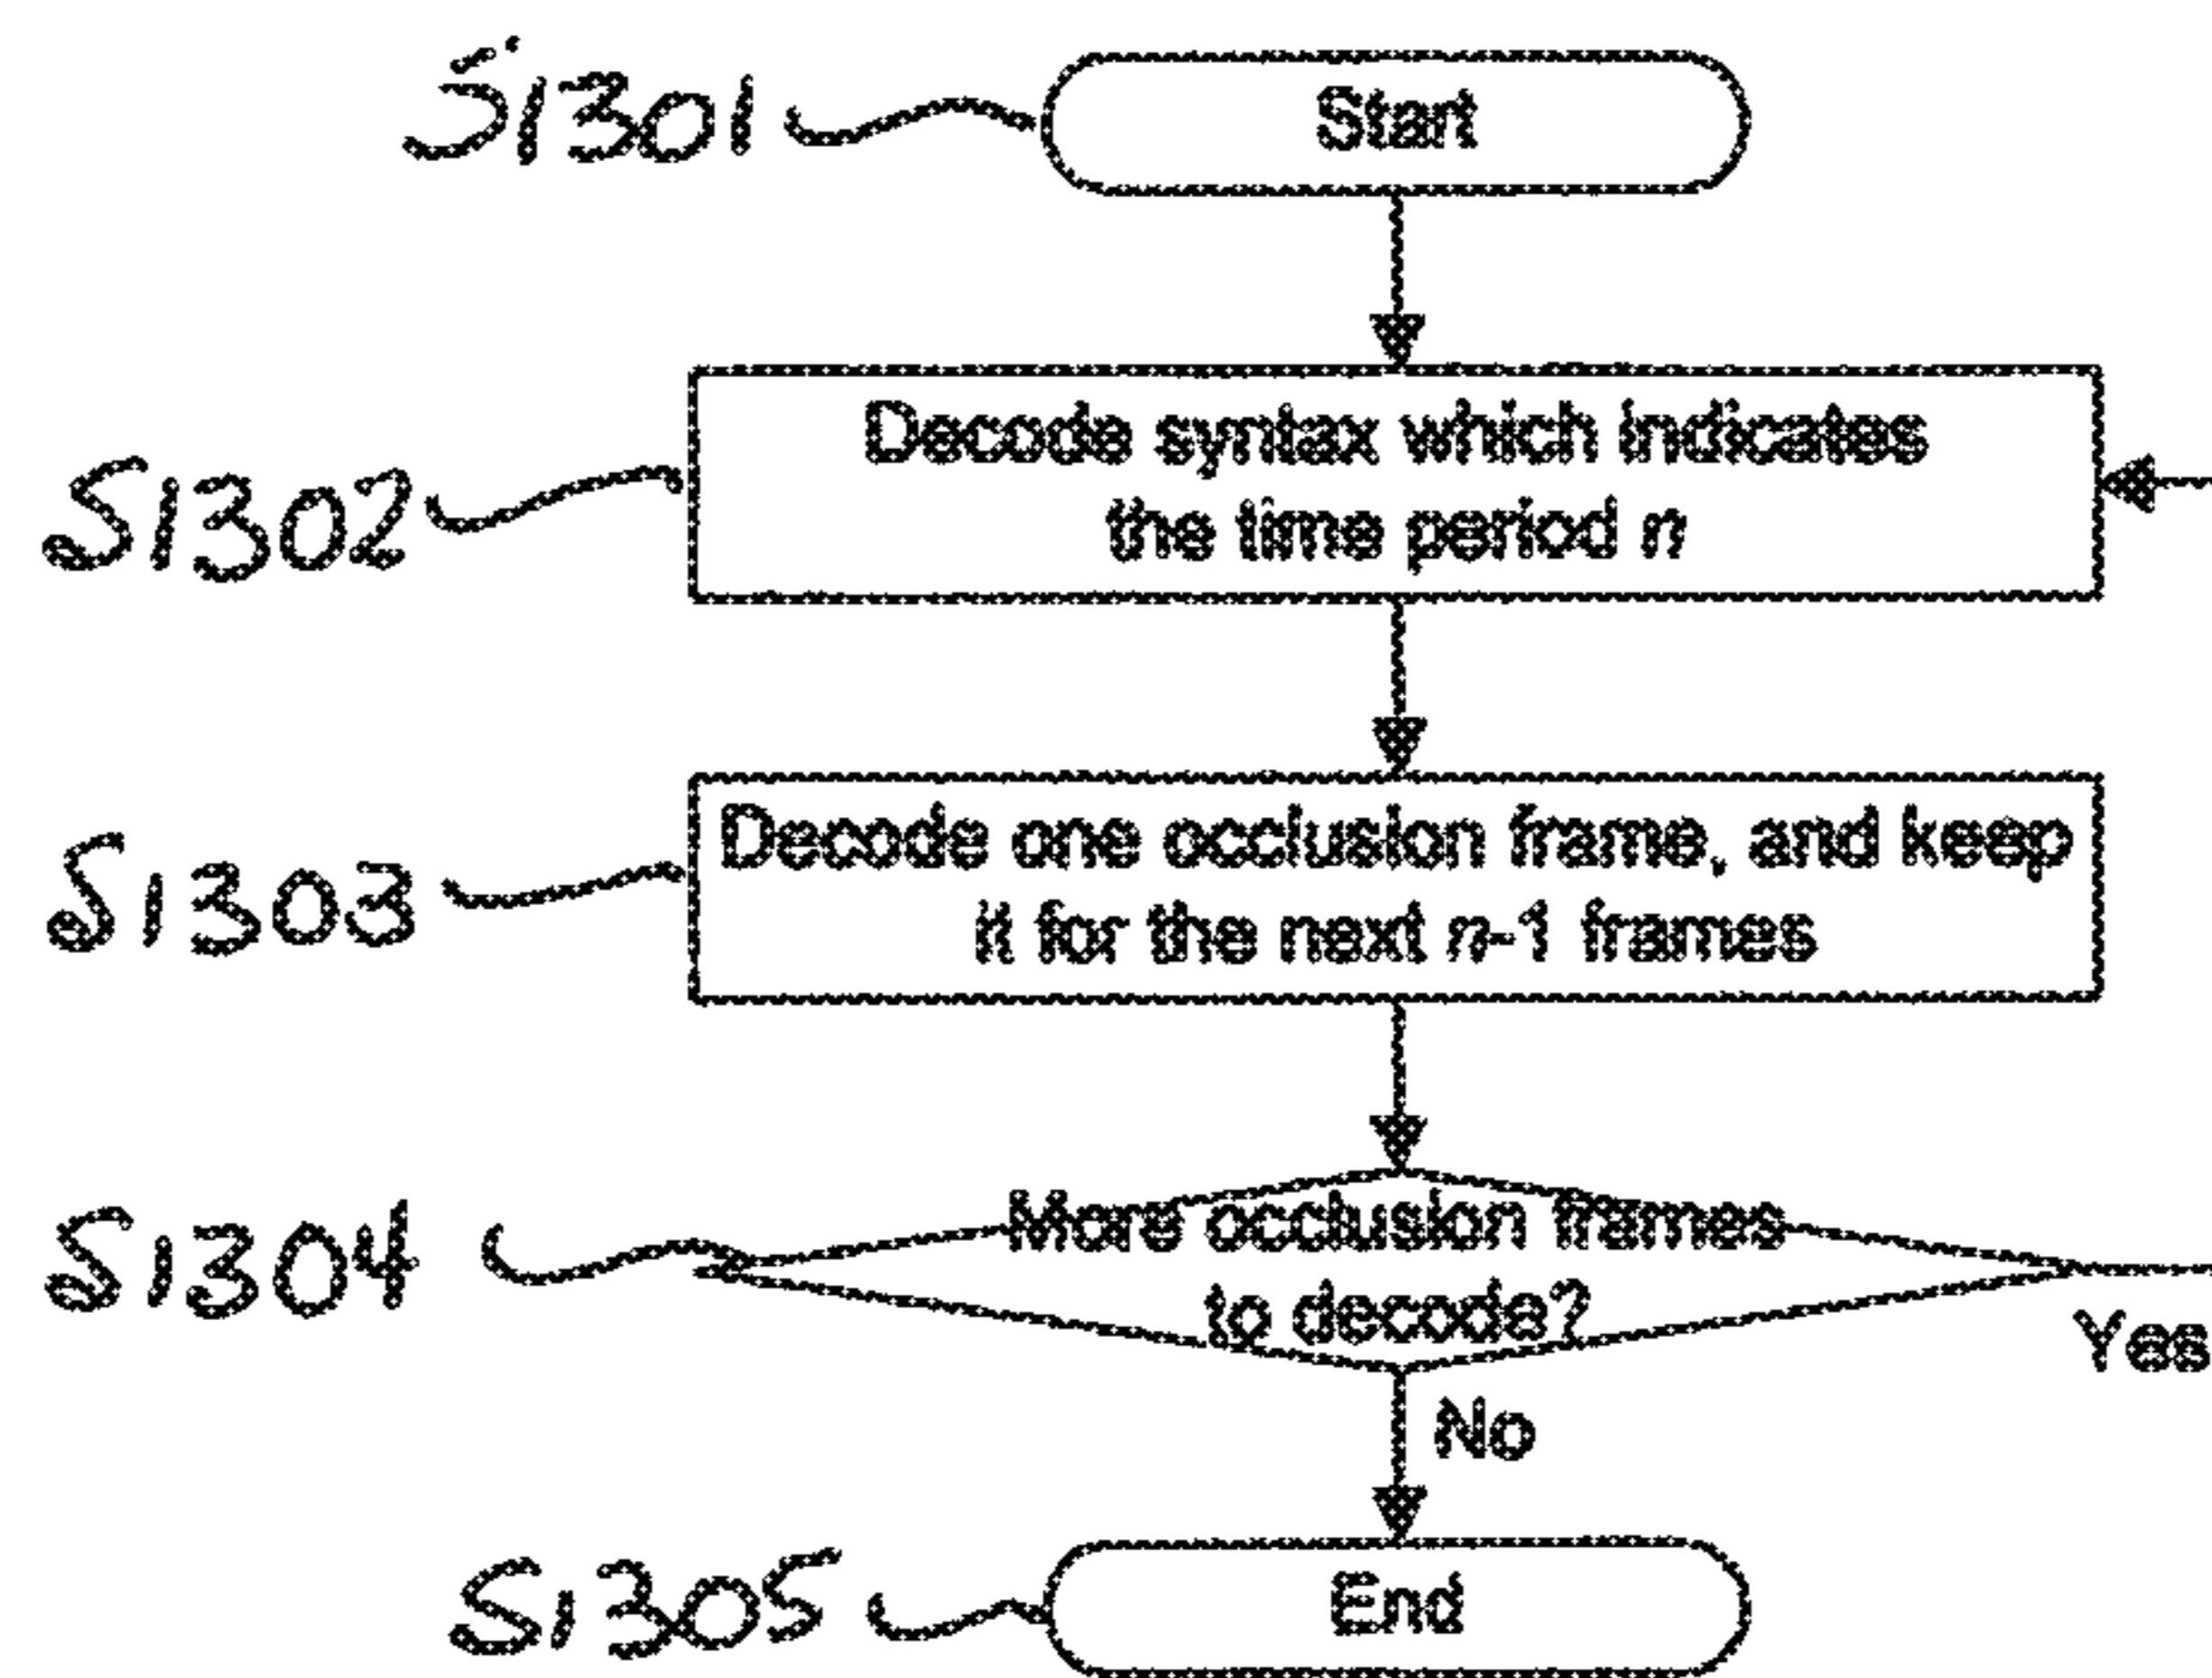 S1301
Start
S1302
Decode syntax which indicates
the time period n
S1303
Decode one occlusion frame, and keep
it for the next n-1 frames
S1304
More occlusion frames
to decode?
Yes
No
S1305
End